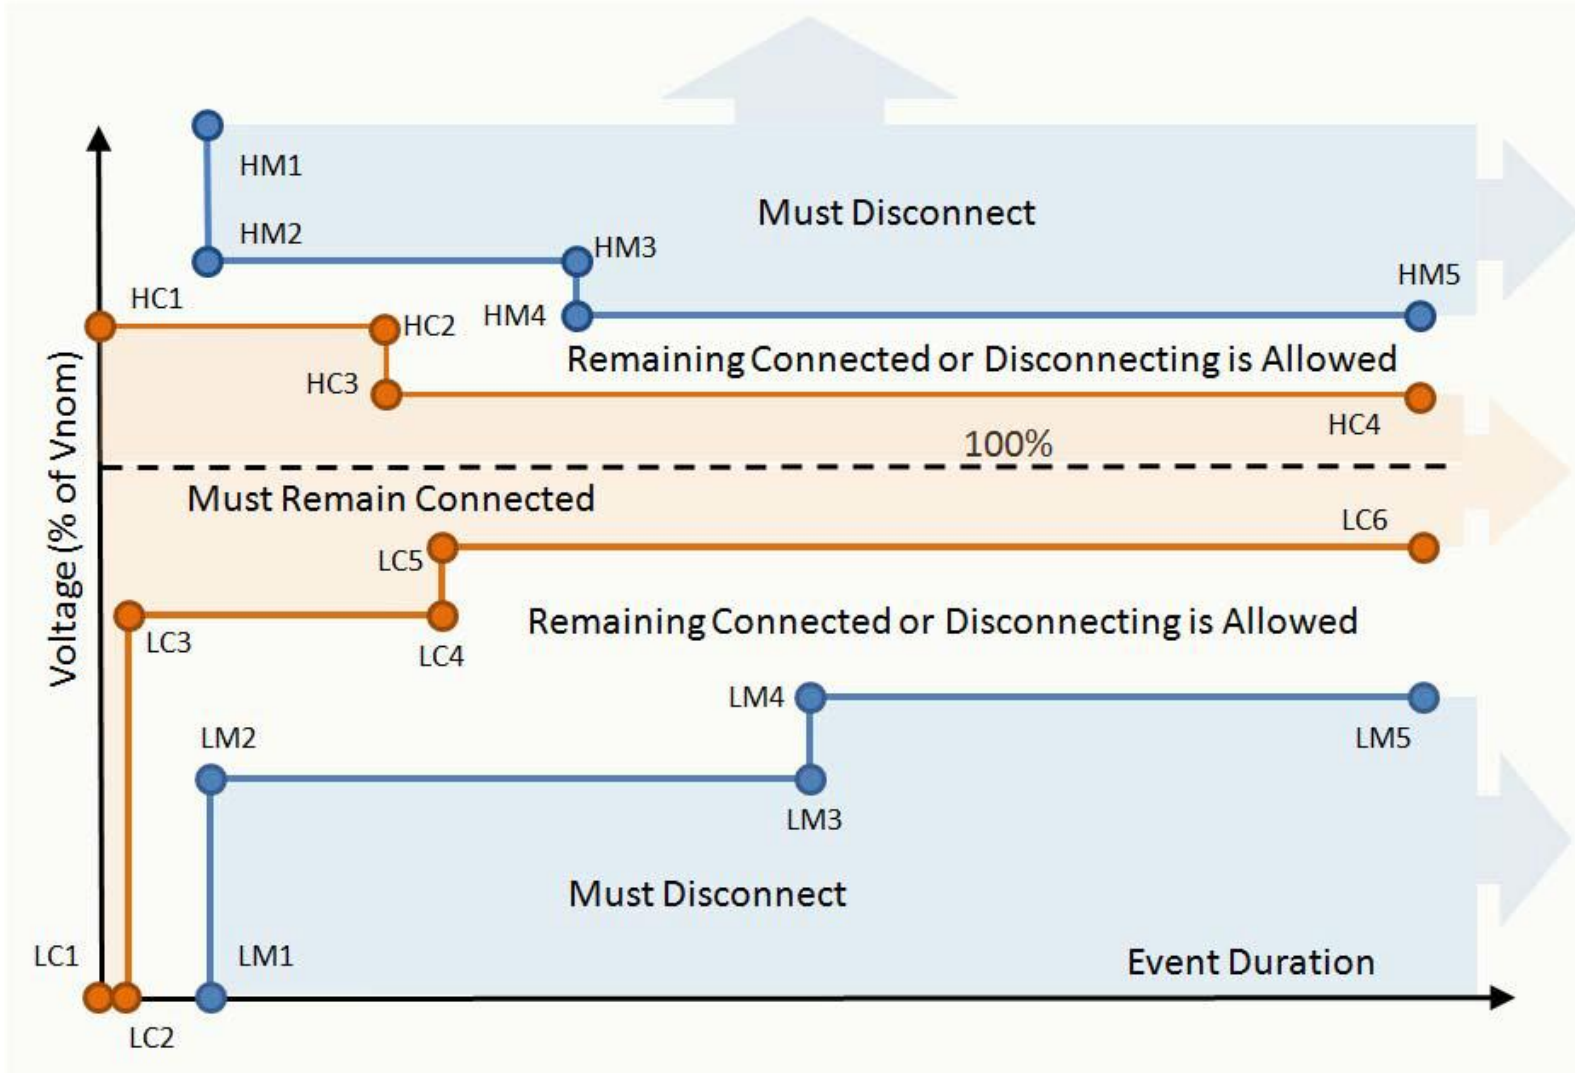 HM1
Must Disconnect
HM2
HM3
HM5
HC1
HM4
HC2
Remaining Connected or Disconnecting is Allowed
HC3
HC4
100%
Voltage (% of Vnom)
Must Remain Connected
LC6
LC5
Remaining Connected or Disconnecting is Allowed
LC3
LC4
LM4
LM2
LM5
LM3
Must Disconnect
LC1
LM1
Event Duration
LC2